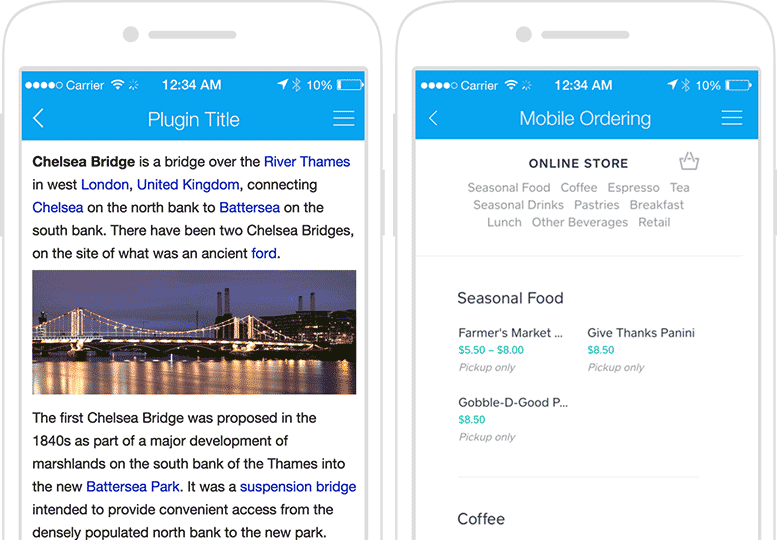 Carrier 12:34 AM 10%
Plugin Title
Chelsea Bridge is a bridge over the River Thames
in west London, United Kingdom, connecting
Chelsea on the north bank to Battersea on the
south bank. There have been two Chelsea Bridges,
on the site of what was an ancient ford.
The first Chelsea Bridge was proposed in the
1840s as part of a major development of
marshlands on the south bank of the Thames into
the new Battersea Park. It was a suspension bridge
intended to provide convenient access from the
densely populated north bank to the new park.
Carrier 12:34 AM 10%
Mobile Ordering
ONLINE STORE
Seasonal Food Coffee Espresso Tea
Seasonal Drinks Pastries Breakfast
Lunch Other Beverages Retail
Seasonal Food
Farmer's Market ...
$5.50 – $8.00
Pickup only
Give Thanks Panini
$8.50
Pickup only
Gobble-D-Good P...
$8.50
Pickup only
Coffee